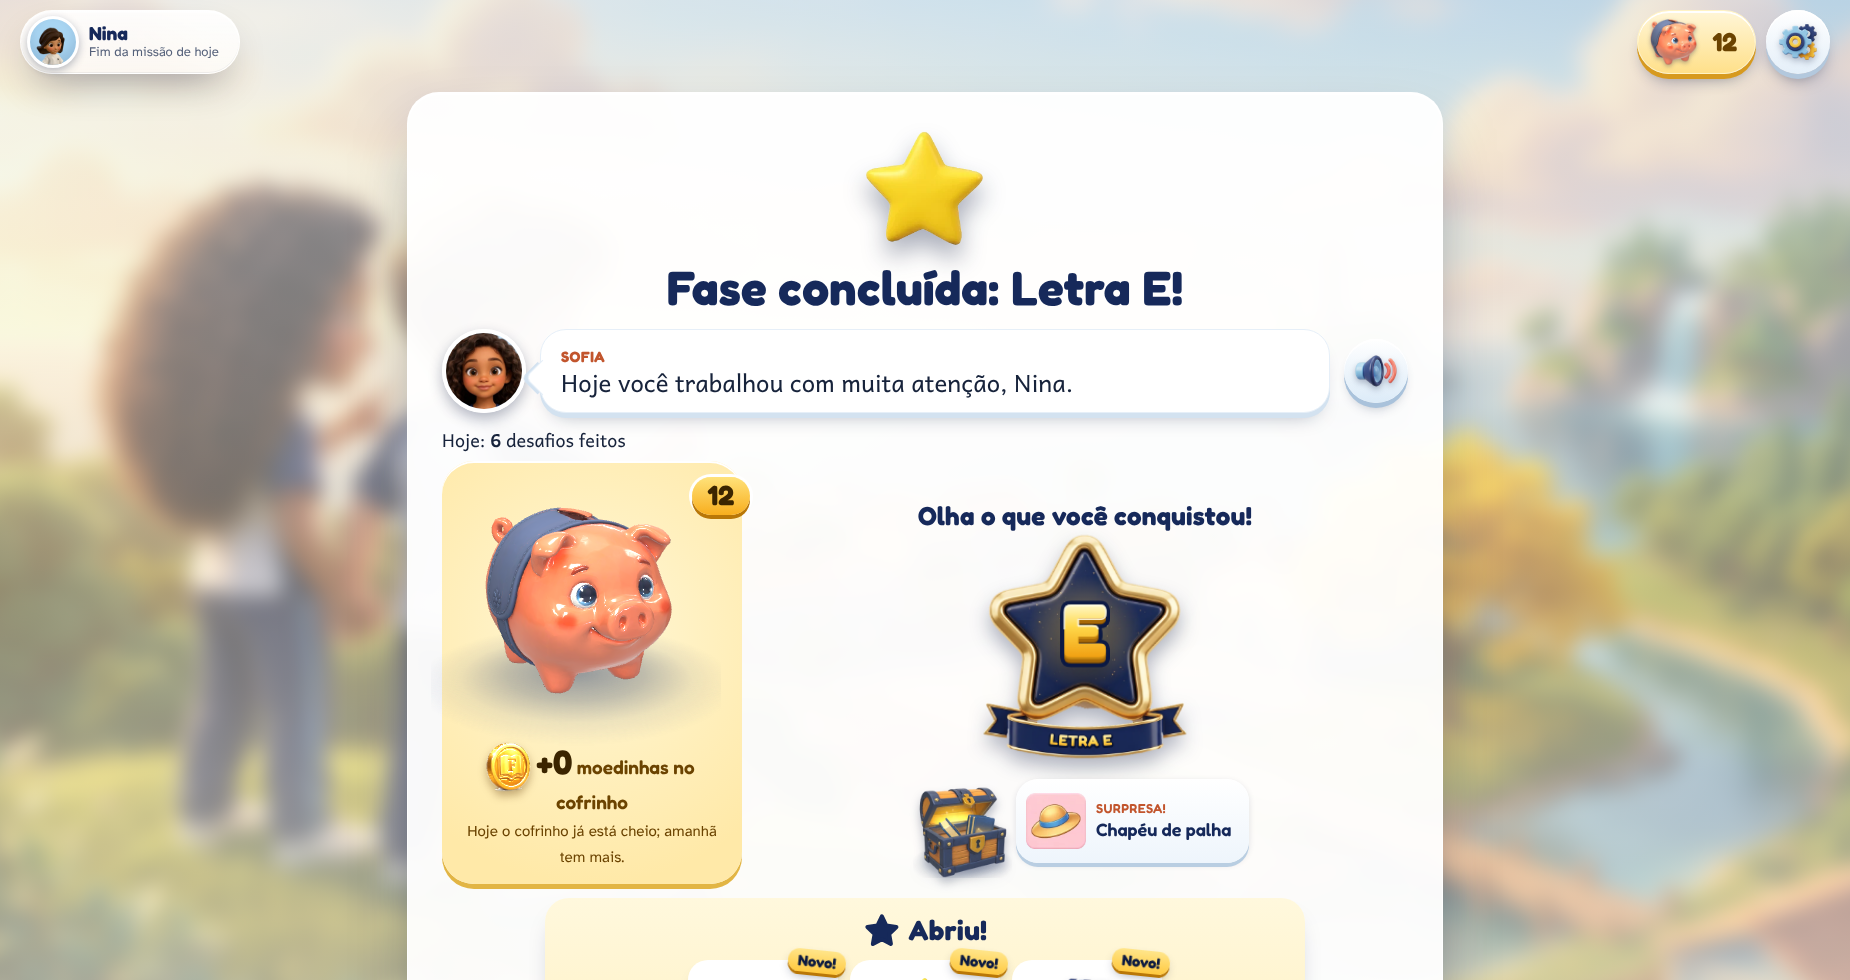 Nina
Fim da missão de hoje
12
Fase concluída: Letra E!
SOFIA
Hoje você trabalhou com muita atenção, Nina.
Hoje: 6 desafios feitos
12
+0 moedinhas no
cofrinho
Hoje o cofrinho já está cheio; amanhã
tem mais.
Olha o que você conquistou!
E
LETRA E
SURPRESA!
Chapéu de palha
Abriu!
Novo!
Novo!
Novo!